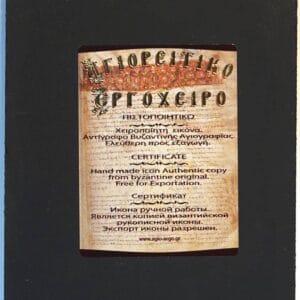 ΑΓΙΟΡΕΙΤΙΚΟ
ΕΡΓΟΧΕΙΡΟ
ΠΙΣΤΟΠΟΙΗΤΙΚΟ
Χειροποίητη εικόνα.
Αντίγραφο Βυζαντινής Αγιογραφίας.
Ελεύθερη προς εξαγωγή.
CERTIFICATE
Hand made icon Authentic copy
from byzantine original.
Free for Exportation.
Сертификат
Икона ручной работы
Является копией византийской
рукописной иконы.
Экспорт иконы разрешен.
www.agio-ergo.gr